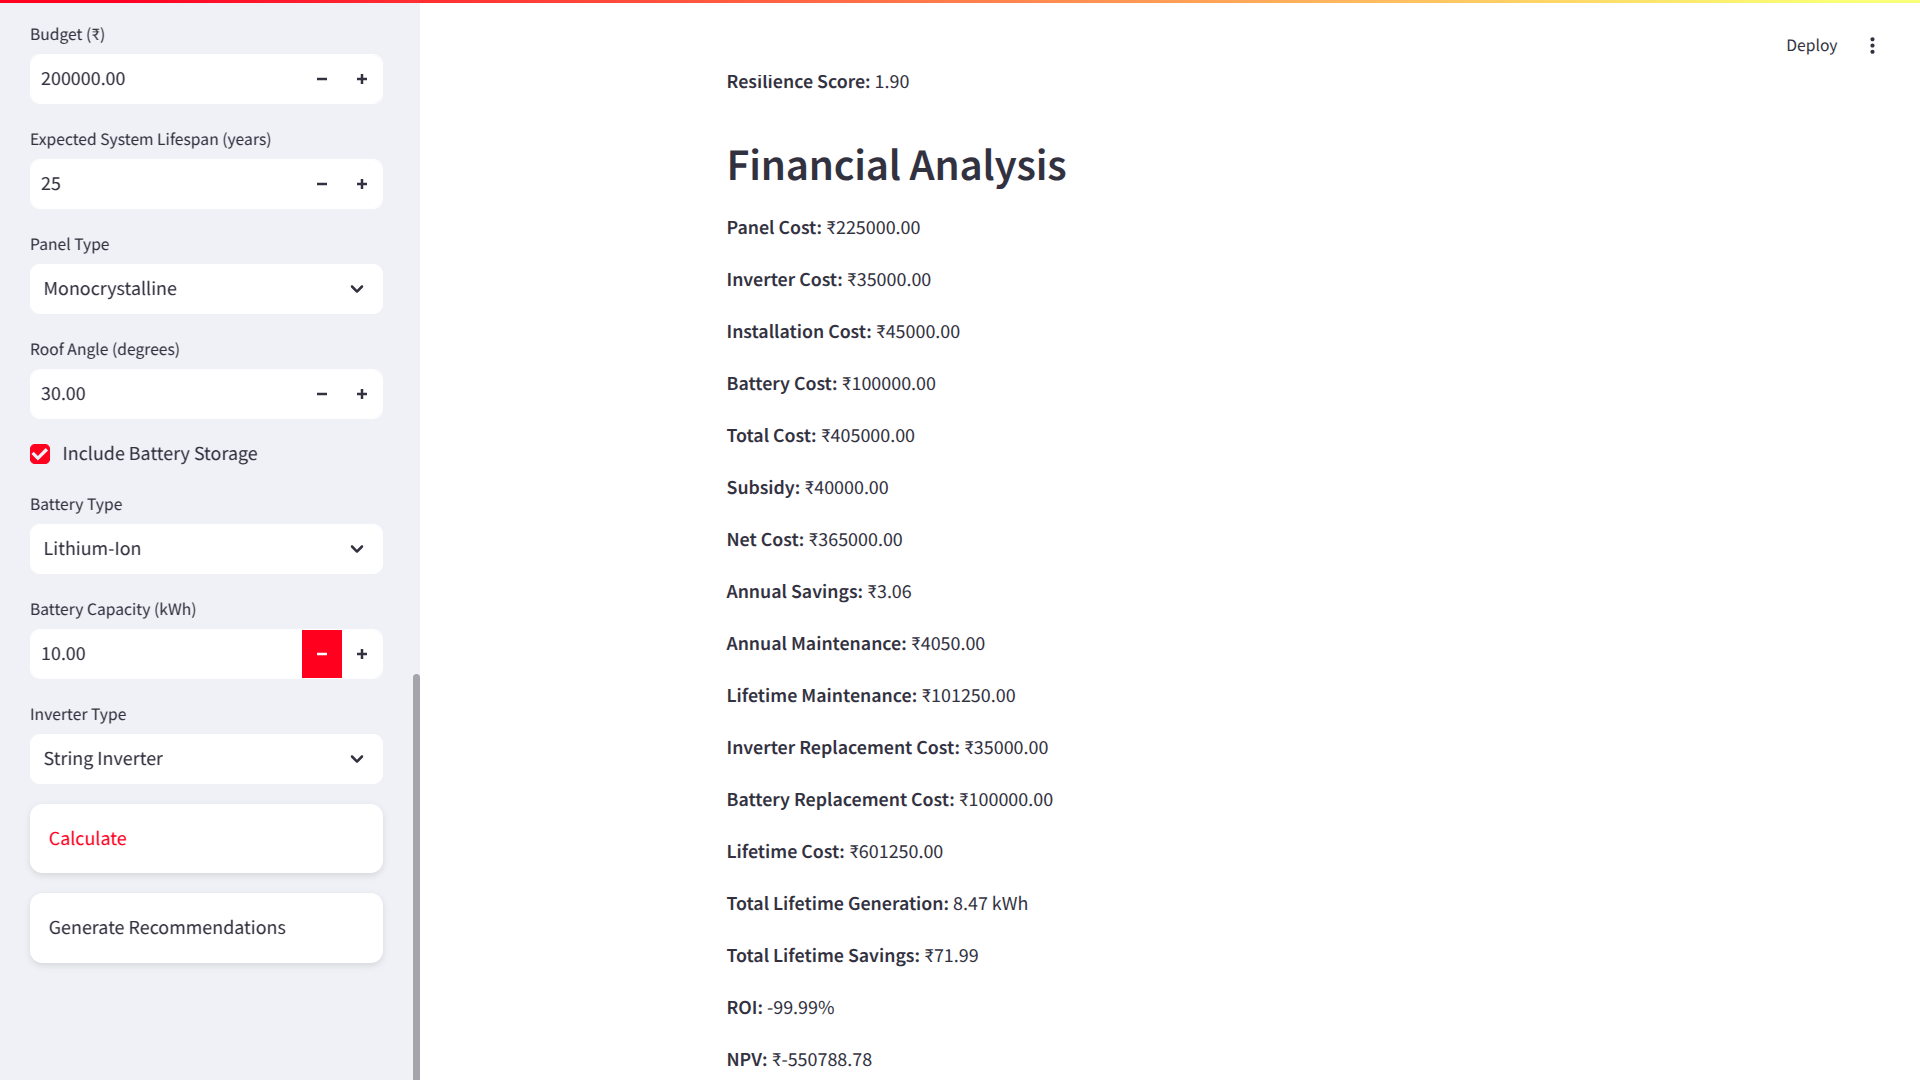 Budget (₹)
200000.00
Expected System Lifespan (years)
25
Panel Type
Monocrystalline
Roof Angle (degrees)
30.00
Include Battery Storage
Battery Type
Lithium-Ion
Battery Capacity (kWh)
10.00
Inverter Type
String Inverter
Calculate
Generate Recommendations
Deploy
Resilience Score: 1.90
Financial Analysis
Panel Cost: ₹225000.00
Inverter Cost: ₹35000.00
Installation Cost: ₹45000.00
Battery Cost: ₹100000.00
Total Cost: ₹405000.00
Subsidy: ₹40000.00
Net Cost: ₹365000.00
Annual Savings: ₹3.06
Annual Maintenance: ₹4050.00
Lifetime Maintenance: ₹101250.00
Inverter Replacement Cost: ₹35000.00
Battery Replacement Cost: ₹100000.00
Lifetime Cost: ₹601250.00
Total Lifetime Generation: 8.47 kWh
Total Lifetime Savings: ₹71.99
ROI: -99.99%
NPV: ₹-550788.78